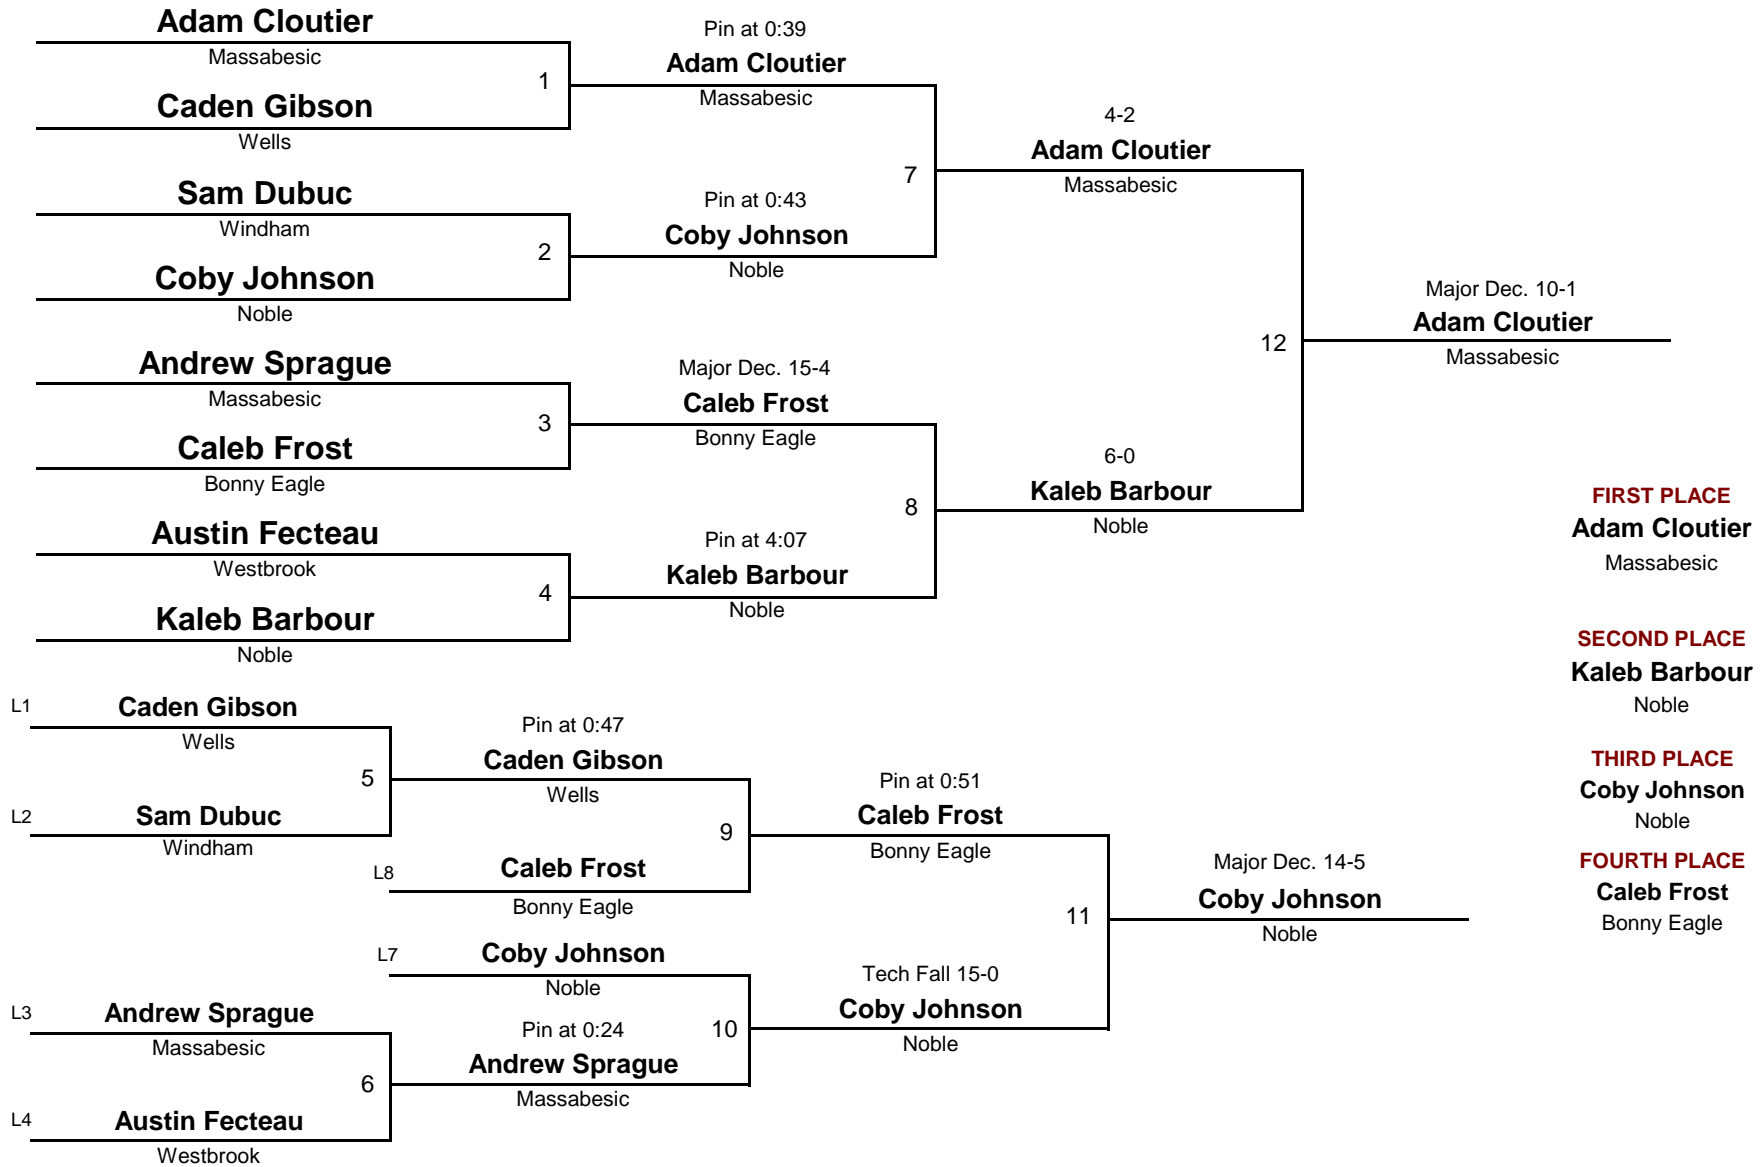 Adam Cloutier
Massabesic
1
Caden Gibson
Wells
Sam Dubuc
Windham
2
Coby Johnson
Noble
Andrew Sprague
Massabesic
3
Caleb Frost
Bonny Eagle
Austin Fecteau
Westbrook
4
Kaleb Barbour
Noble
Pin at 0:39
Adam Cloutier
Massabesic
7
Pin at 0:43
Coby Johnson
Noble
Major Dec. 15-4
Caleb Frost
Bonny Eagle
8
Pin at 4:07
Kaleb Barbour
Noble
4-2
Adam Cloutier
Massabesic
12
6-0
Kaleb Barbour
Noble
Major Dec. 10-1
Adam Cloutier
Massabesic
FIRST PLACE
Adam Cloutier
Massabesic
SECOND PLACE
Kaleb Barbour
Noble
THIRD PLACE
Coby Johnson
Noble
FOURTH PLACE
Caleb Frost
Bonny Eagle
L1 Caden Gibson
Wells
5
L2 Sam Dubuc
Windham
L3 Andrew Sprague
Massabesic
6
L4 Austin Fecteau
Westbrook
Pin at 0:47
Caden Gibson
Wells
9
L8 Caleb Frost
Bonny Eagle
L7 Coby Johnson
Noble
10
Pin at 0:24
Andrew Sprague
Massabesic
Pin at 0:51
Caleb Frost
Bonny Eagle
11
Tech Fall 15-0
Coby Johnson
Noble
Major Dec. 14-5
Coby Johnson
Noble